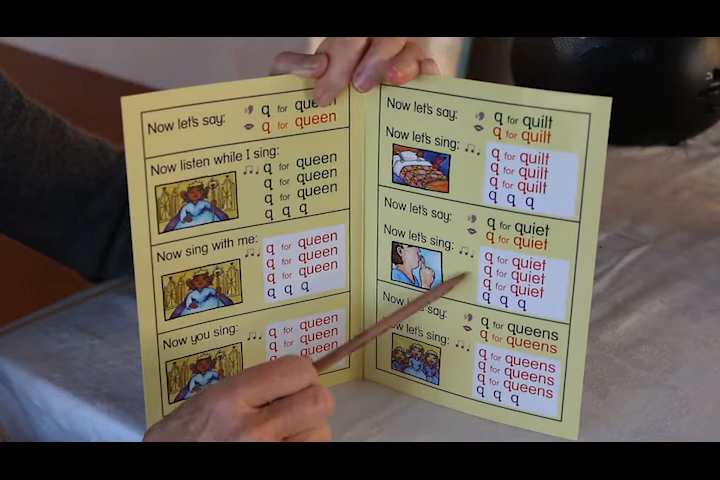 Now let's say:
q for queen
q for queen
Now listen while I sing:
q for queen
q for queen
q for queen
q q q
Now sing with me:
q for queen
q for queen
q for queen
q q q
Now you sing:
q for queen
q for queen
q for queen
Now let's say:
q for quilt
q for quilt
Now let's sing:
q for quilt
q for quilt
q for quilt
q q q
Now let's say:
q for quiet
q for quiet
Now let's sing:
q for quiet
q for quiet
q for quiet
q q q
say:
q for queens
q for queens
let's sing:
q for queens
q for queens
q for queens
q q q